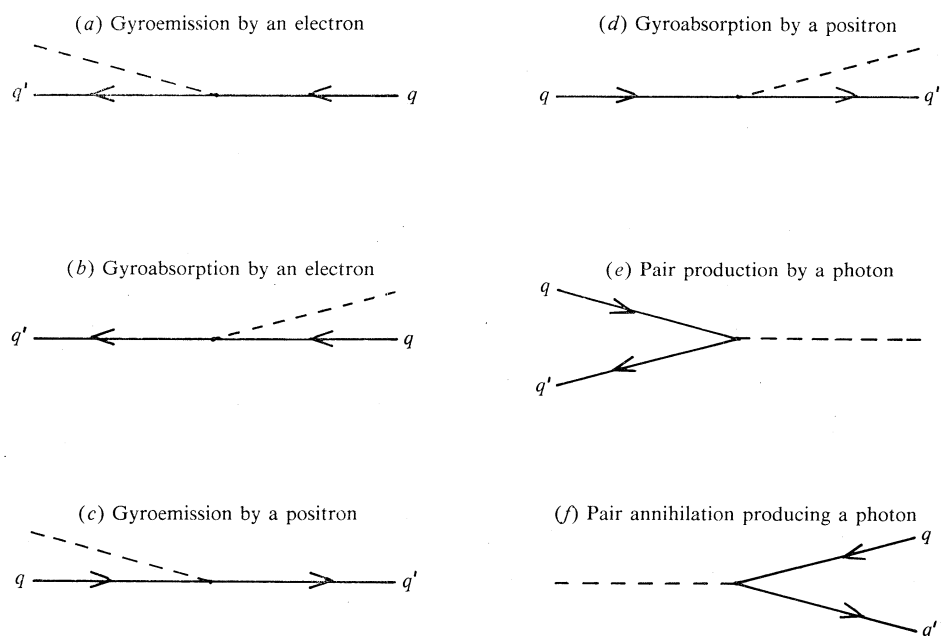 (a) Gyroemission by an electron
q' q
(b) Gyroabsorption by an electron
q' q
(c) Gyroemission by a positron
q q'
(d) Gyroabsorption by a positron
q q'
(e) Pair production by a photon
q
q'
(f) Pair annihilation producing a photon
q
q'